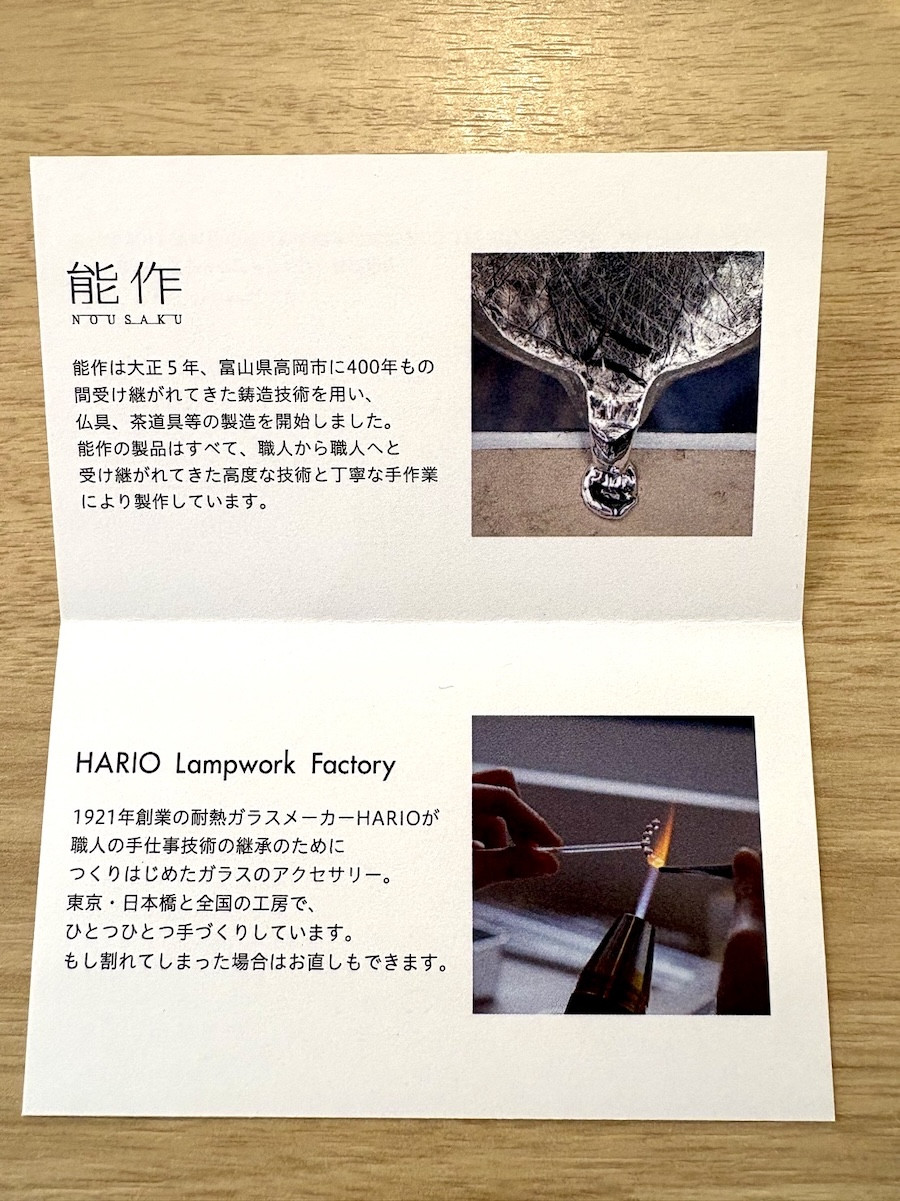 能作
NOUSAKU
能作は大正5年、富山県高岡市に400年もの
間受け継がれてきた鋳造技術を用い、
仏具、茶道具等の製造を開始しました。
能作の製品はすべて、職人から職人へと
受け継がれてきた高度な技術と丁寧な手作業
により製作しています。
HARIO Lampwork Factory
1921年創業の耐熱ガラスメーカーHARIOが
職人の手仕事技術の継承のために
つくりはじめたガラスのアクセサリー。
東京・日本橋と全国の工房で、
ひとつひとつ手づくりしています。
もし割れてしまった場合はお直しもできます。